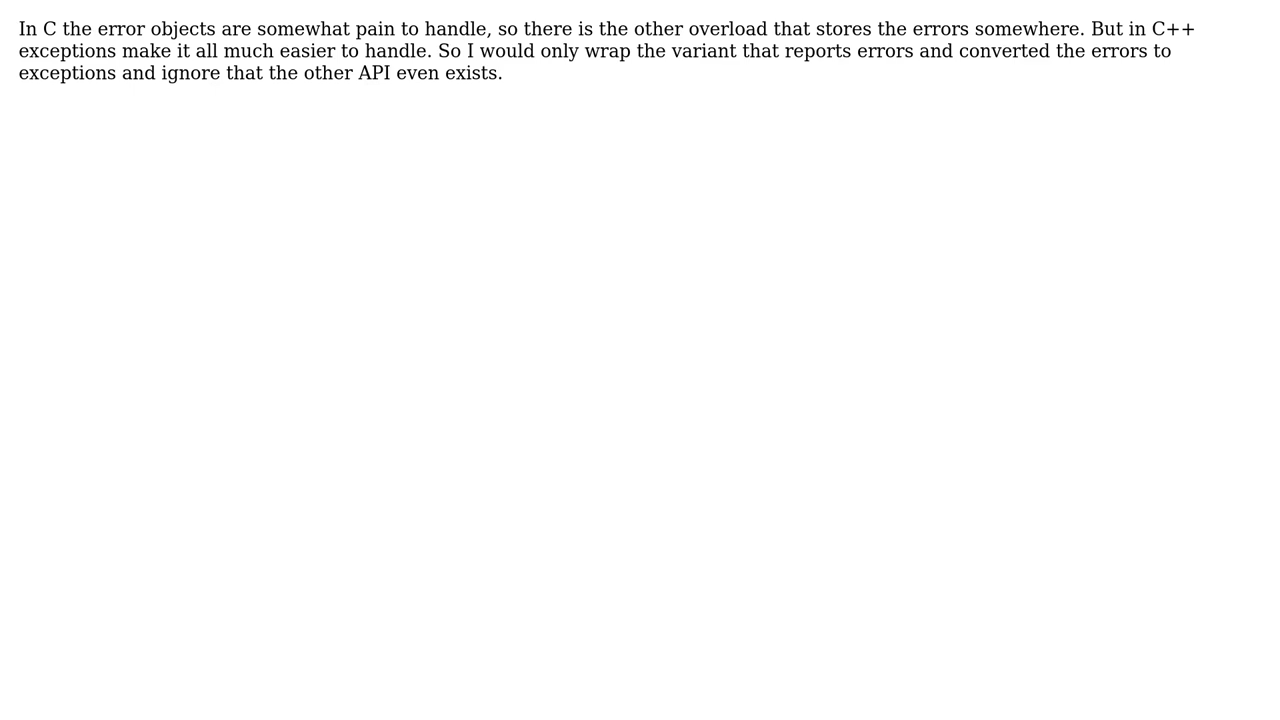 In C the error objects are somewhat pain to handle, so there is the other overload that stores the errors somewhere. But in C++
exceptions make it all much easier to handle. So I would only wrap the variant that reports errors and converted the errors to
exceptions and ignore that the other API even exists.